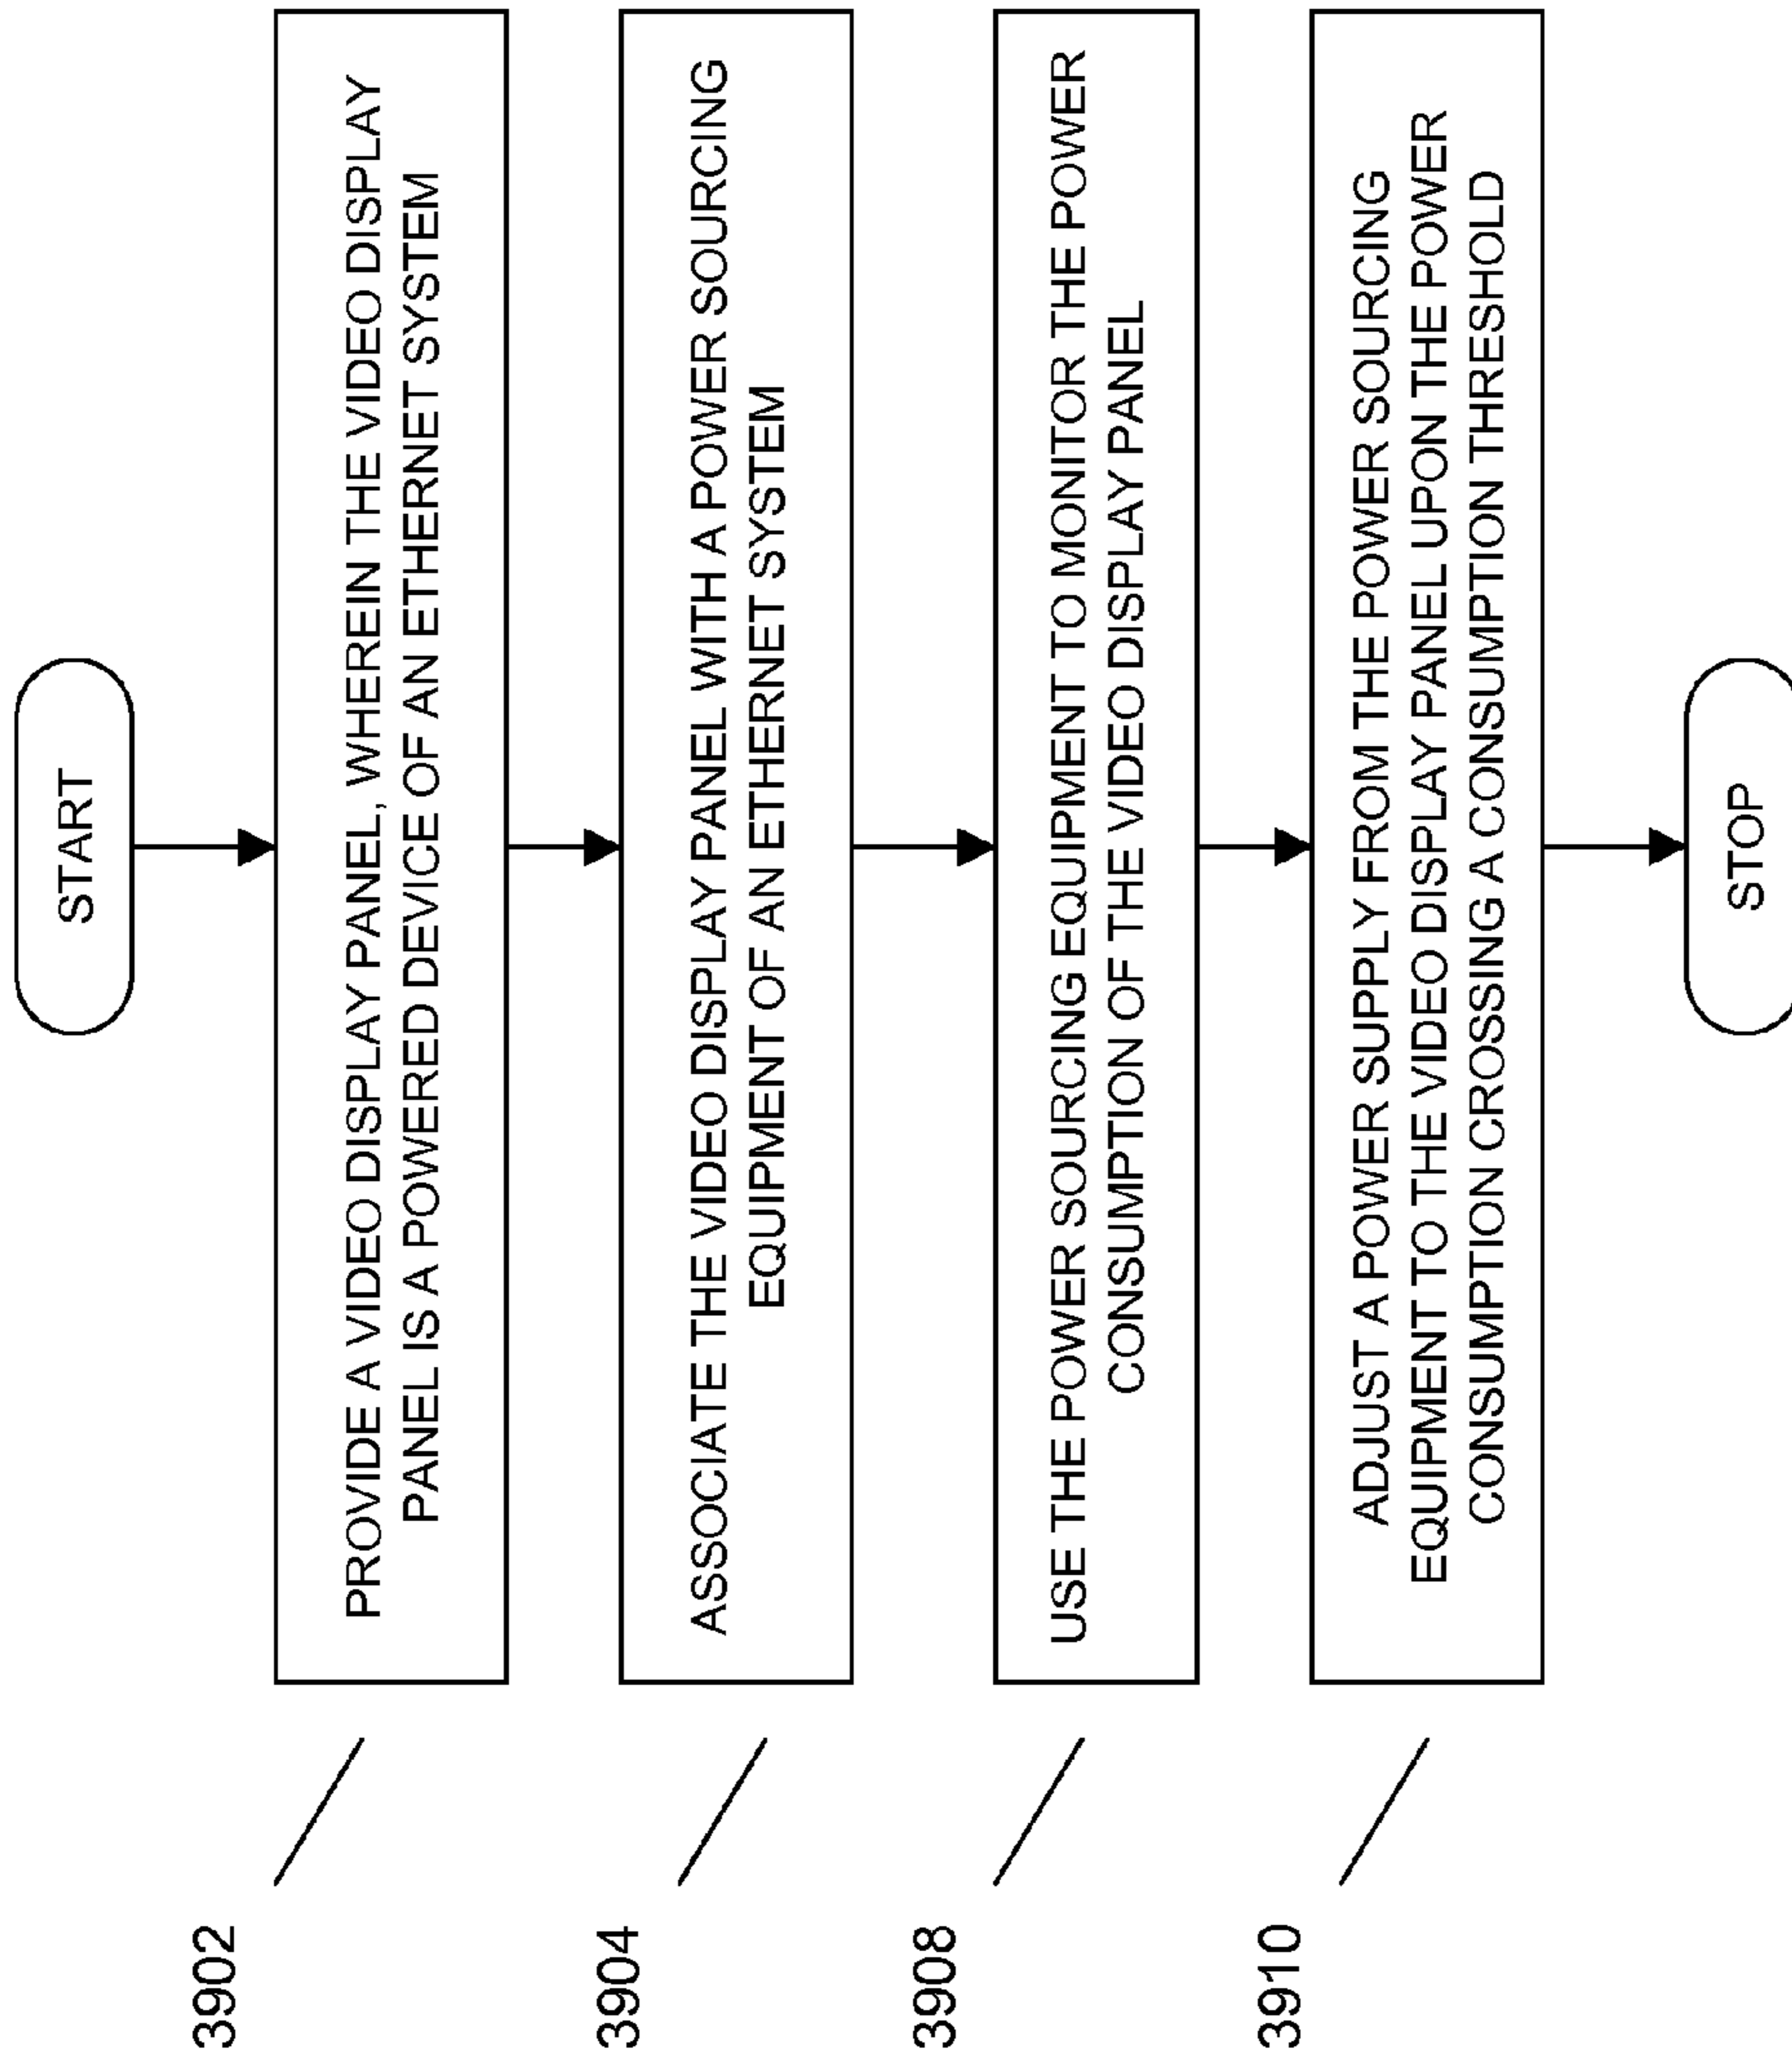 START
3902
PROVIDE A VIDEO DISPLAY PANEL, WHEREIN THE VIDEO DISPLAY
PANEL IS A POWERED DEVICE OF AN ETHERNET SYSTEM
3904
ASSOCIATE THE VIDEO DISPLAY PANEL WITH A POWER SOURCING
EQUIPMENT OF AN ETHERNET SYSTEM
3908
USE THE POWER SOURCING EQUIPMENT TO MONITOR THE POWER
CONSUMPTION OF THE VIDEO DISPLAY PANEL
3910
ADJUST A POWER SUPPLY FROM THE POWER SOURCING
EQUIPMENT TO THE VIDEO DISPLAY PANEL UPON THE POWER
CONSUMPTION CROSSING A CONSUMPTION THRESHOLD
STOP